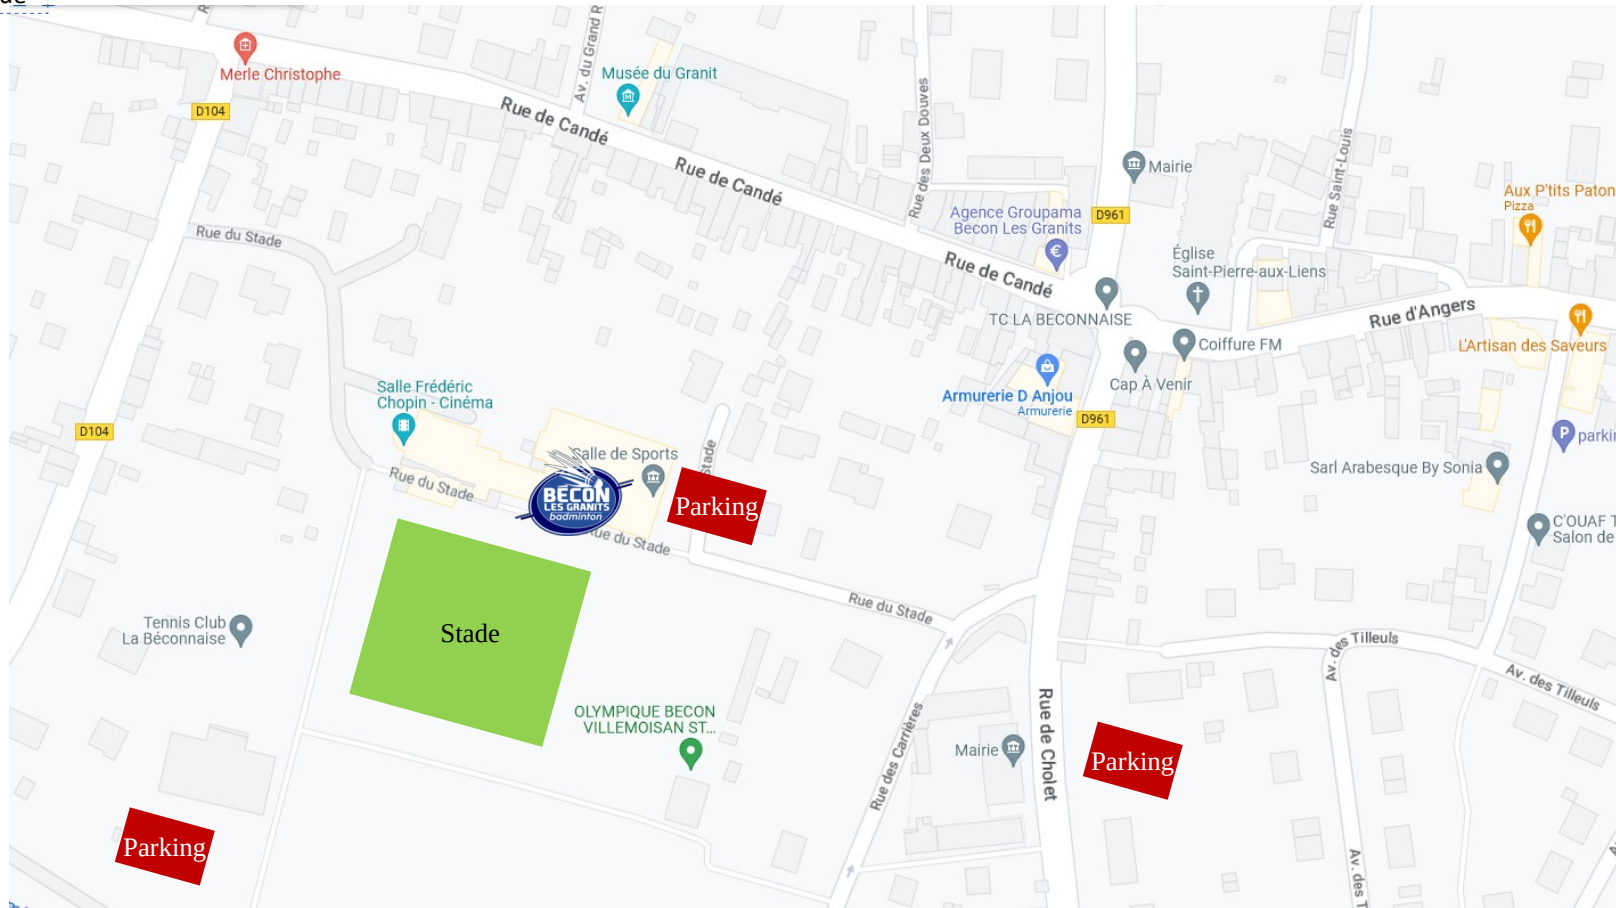 Merle Christophe
D104
Av. du Grand R
Musée du Granit
Rue de Candé
Rue de Candé
Rue des Deux Douves
Mairie
Rue Saint-Louis
Aux P'tits Paton
Pizza
Agence Groupama
Becon Les Granits
D961
Rue du Stade
Église
Saint-Pierre-aux-Liens
Rue de Candé
TC LA BECONNAISE
Rue d'Angers
Coiffure FM
L'Artisan des Saveurs
Cap À Venir
Armurerie D Anjou
Armurerie
D961
Salle Frédéric
Chopin - Cinéma
D104
P
parkin
Salle de Sports
Stade
Sarl Arabesque By Sonia
Rue du Stade
BÉCON
LES GRANITS
badminton
Parking
C'OUAF T
Salon de
Rue du Stade
Rue du Stade
Tennis Club
La Béconnaise
Stade
Av. des Tilleuls
Av. des Tilleuls
OLYMPIQUE BECON
VILLEMOISAN ST...
Rue des Carrières
Mairie
Rue de Cholet
Parking
Parking
Av. des T